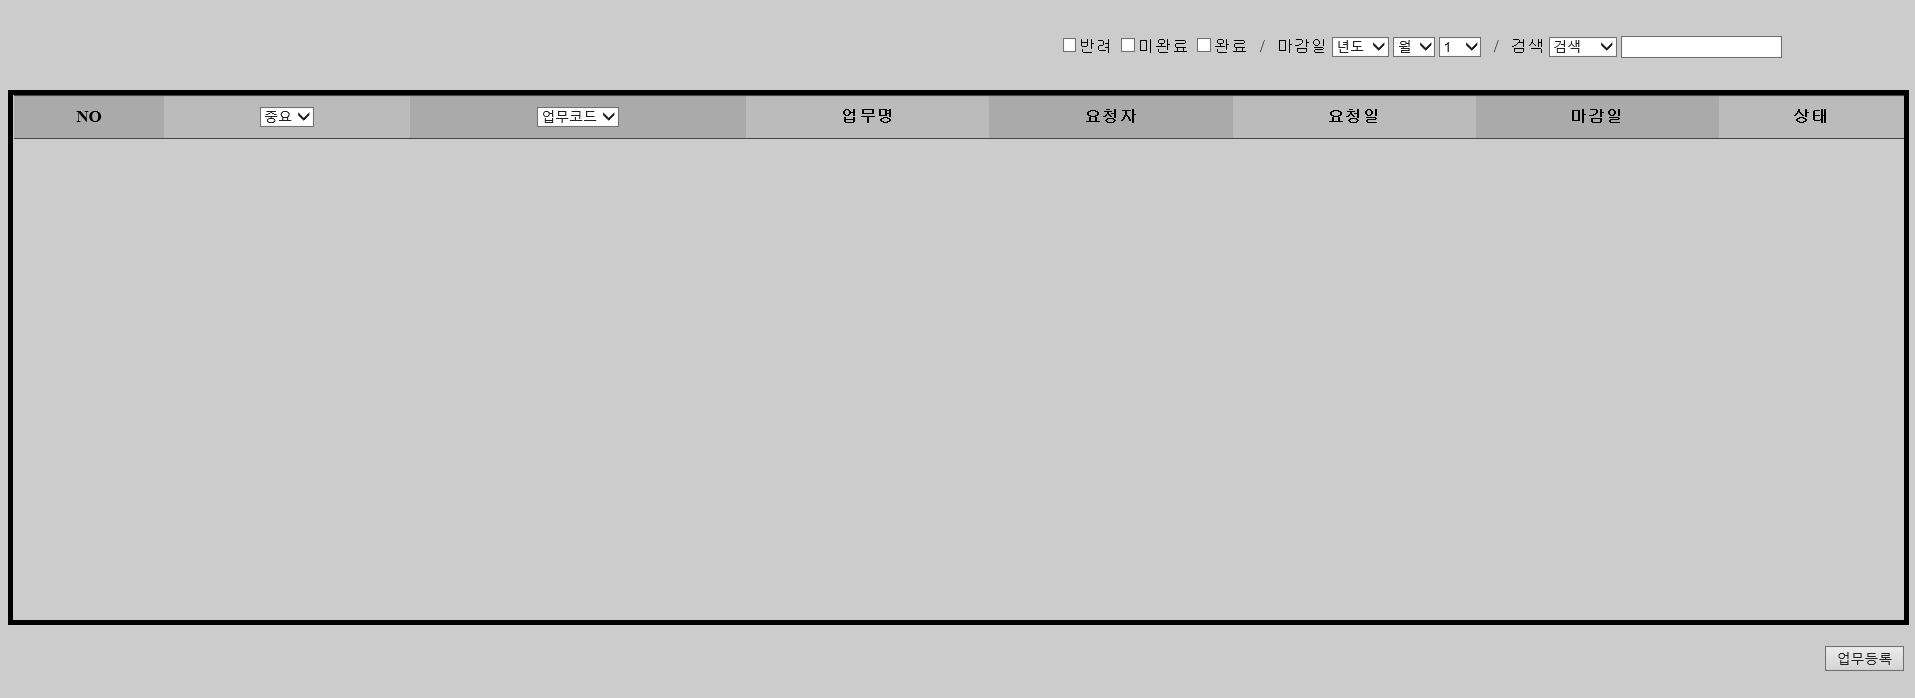 반려 미완료 완료 / 마감일 년도 월 1 / 검색 검색
NO 중요 업무코드 업무명 요청자 요청일 마감일 상태
업무등록